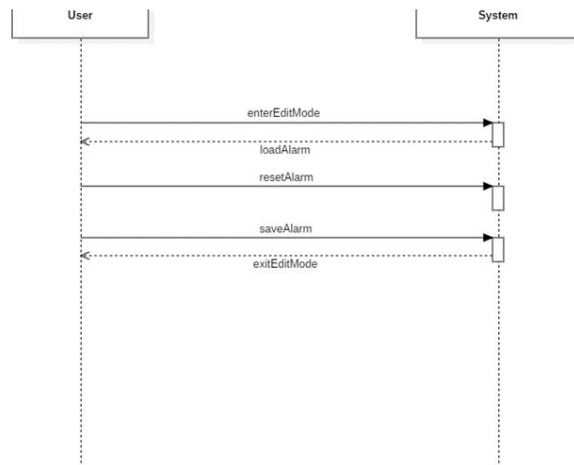 User
System
enterEditMode
loadAlarm
resetAlarm
saveAlarm
exitEditMode